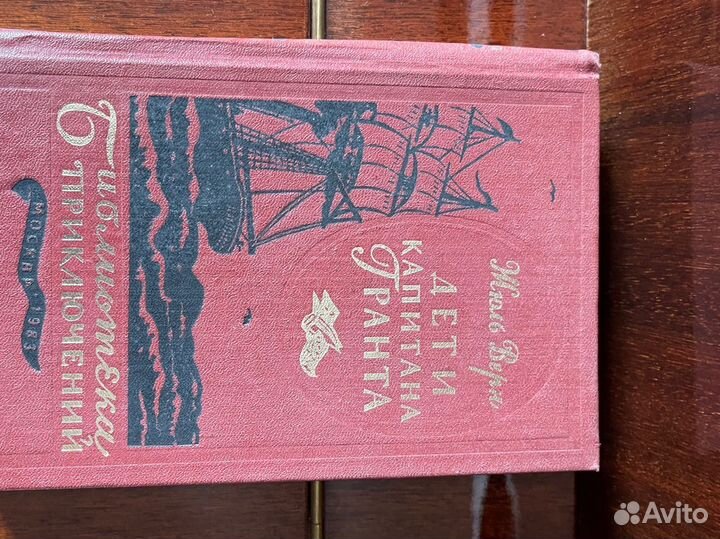 Жюль Верн
ДЕТИ
КАПИТАНА
ГРАНТА
Библиотека
ПРИКЛЮЧЕНИЙ
МОСКВА · 1983
Avito